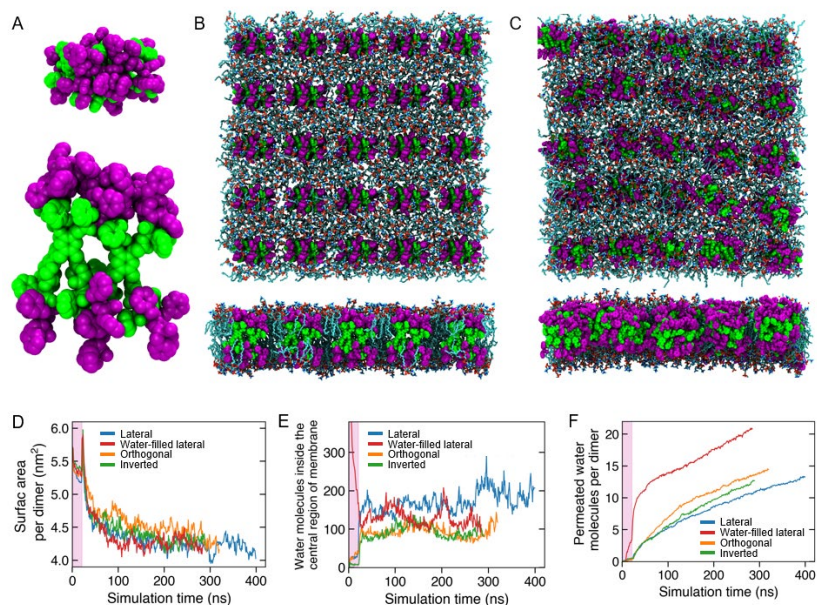 A
B
C
D
Surfac area
per dimer (nm²)
6.0
5.5
5.0
4.5
4.0
Lateral
Water-filled lateral
Orthogonal
Inverted
0 100 200 300 400
Simulation time (ns)
E
Water molecules inside the
central region of membrane
300
200
100
0
Lateral
Water-filled lateral
Orthogonal
Inverted
0 100 200 300 400
Simulation time (ns)
F
Permeated water
molecules per dimer
20
15
10
5
0
Lateral
Water-filled lateral
Orthogonal
Inverted
0 100 200 300 400
Simulation time (ns)